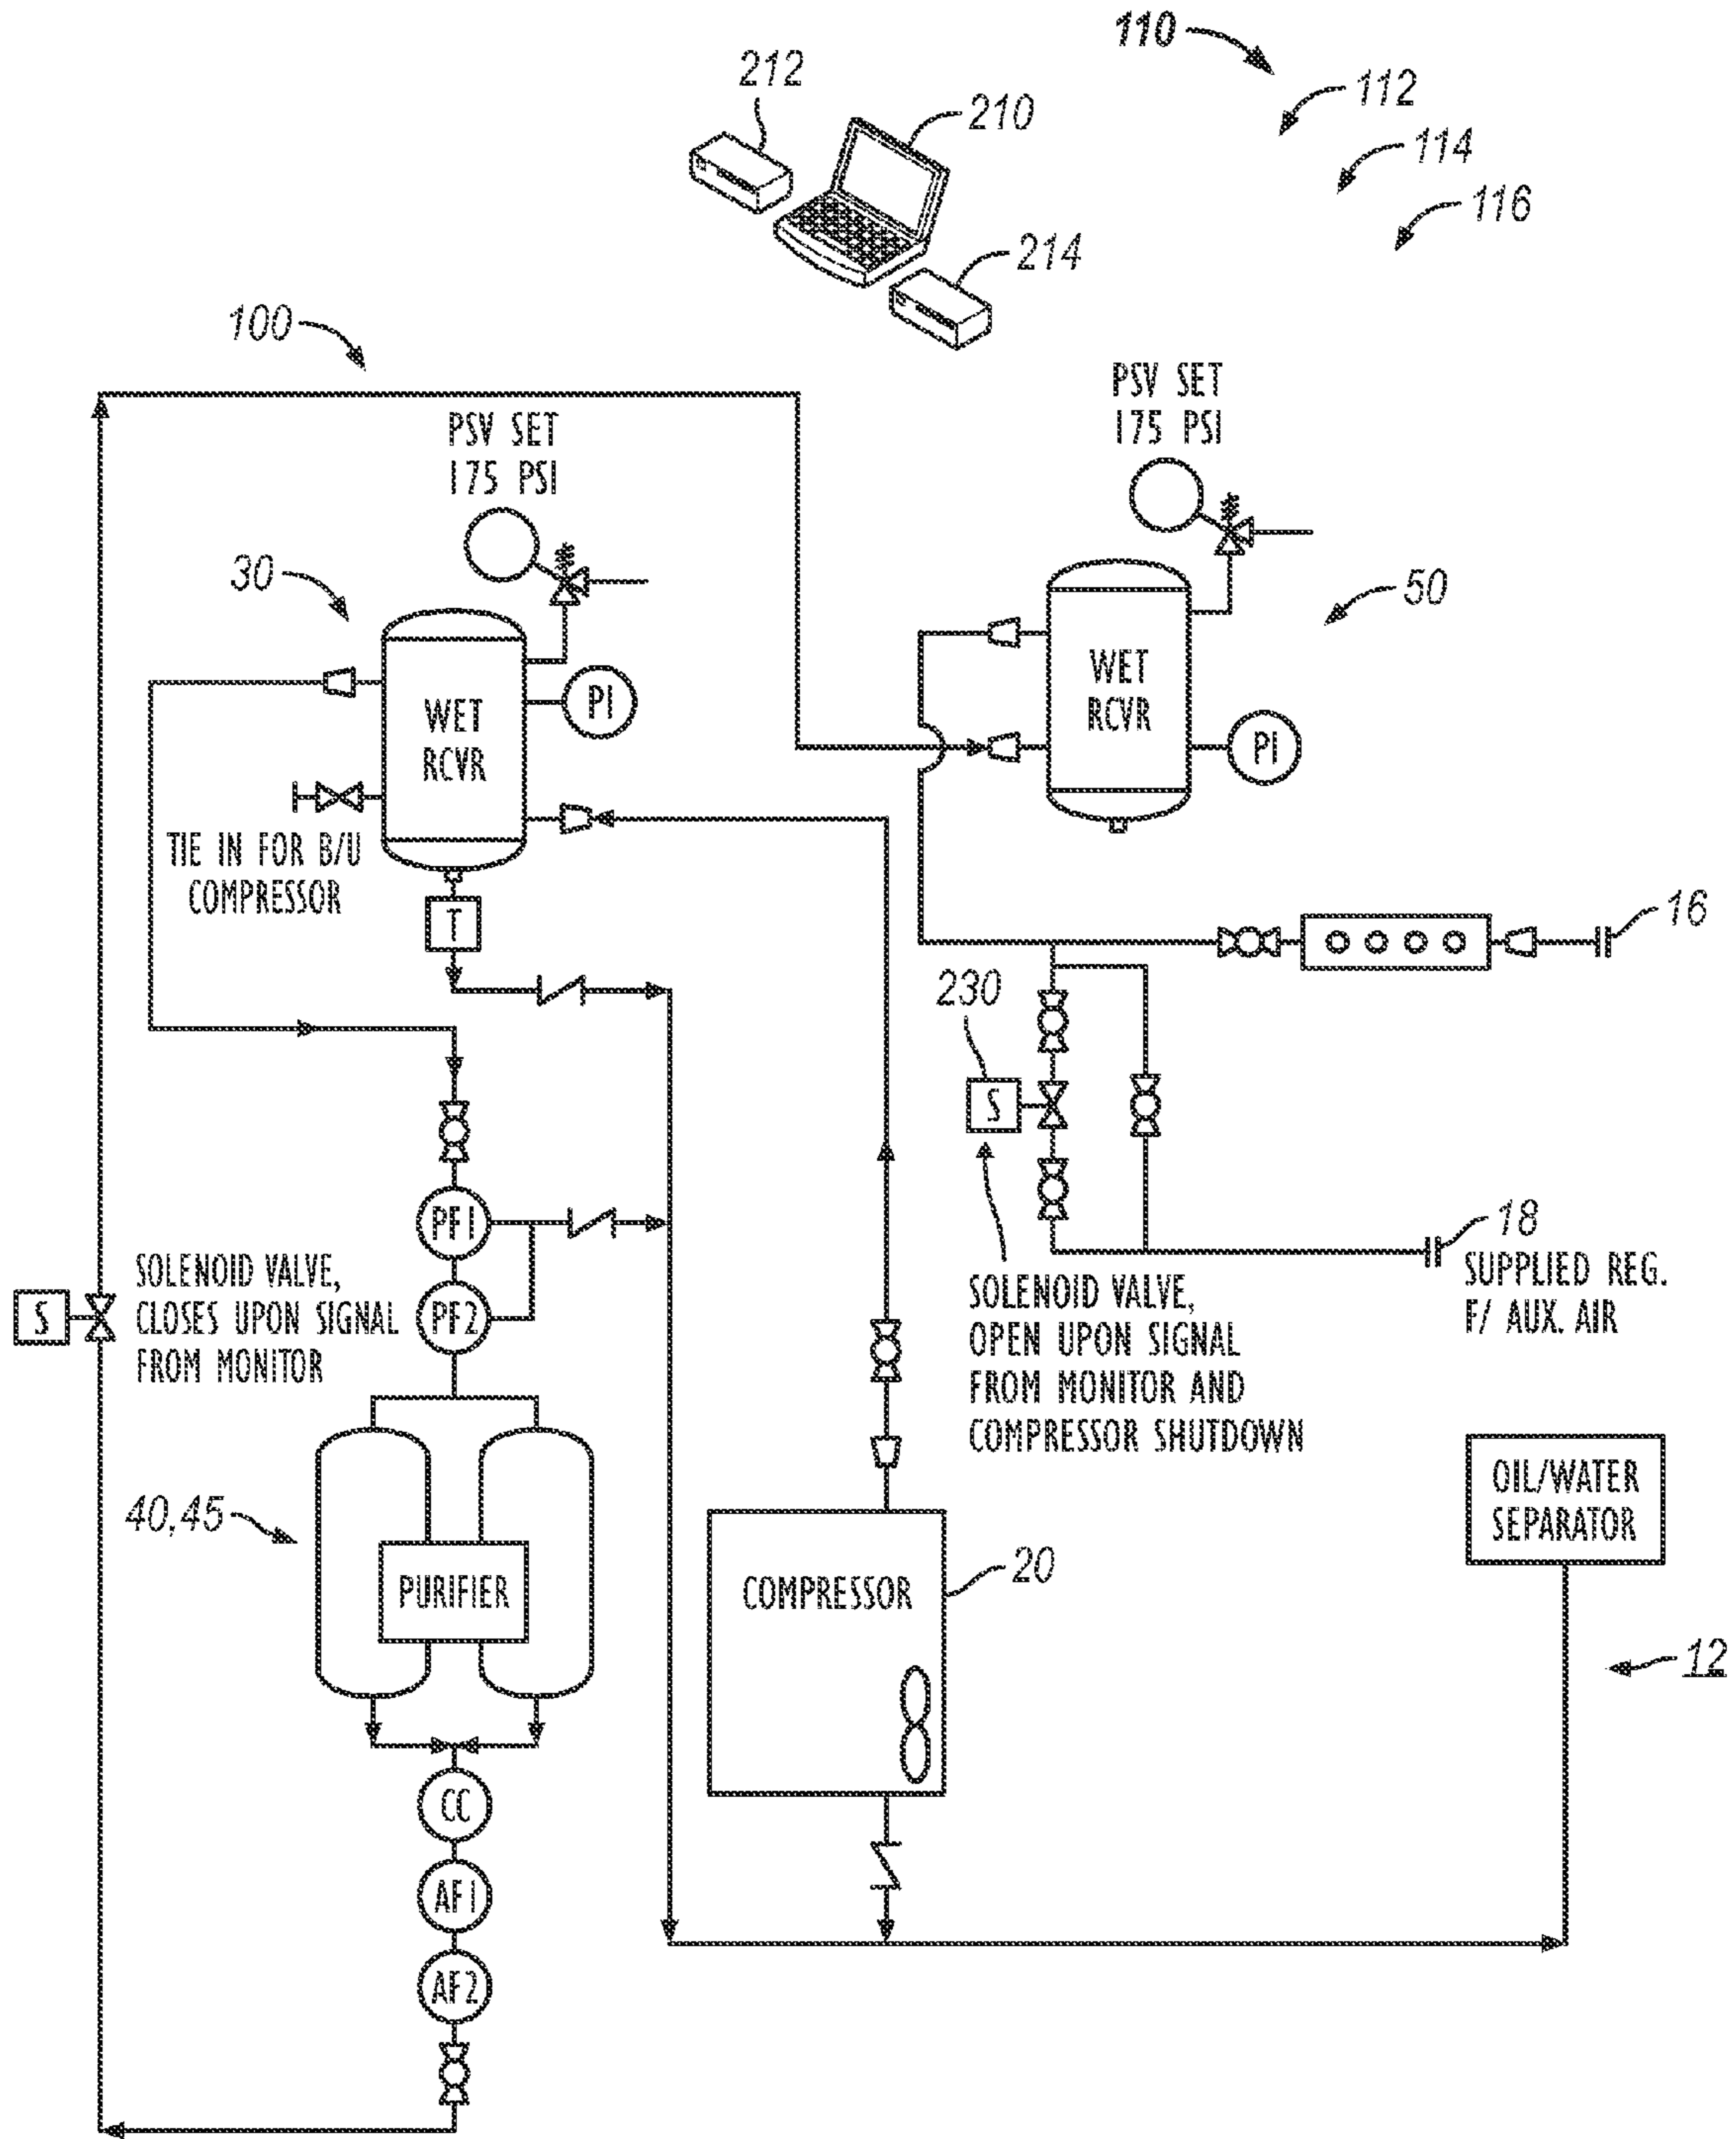 110
212
112
210
114
116
214
100
PSV SET
175 PSI
PSV SET
175 PSI
30
50
WET
RCVR
PI
WET
RCVR
PI
TIE IN FOR B/U
COMPRESSOR
T
16
230
S
PF1
18
SUPPLIED REG.
F/ AUX. AIR
SOLENOID VALVE,
CLOSES UPON SIGNAL
FROM MONITOR
S
PF2
SOLENOID VALVE,
OPEN UPON SIGNAL
FROM MONITOR AND
COMPRESSOR SHUTDOWN
OIL/WATER
SEPARATOR
40,45
PURIFIER
COMPRESSOR
20
12
CC
AF1
AF2